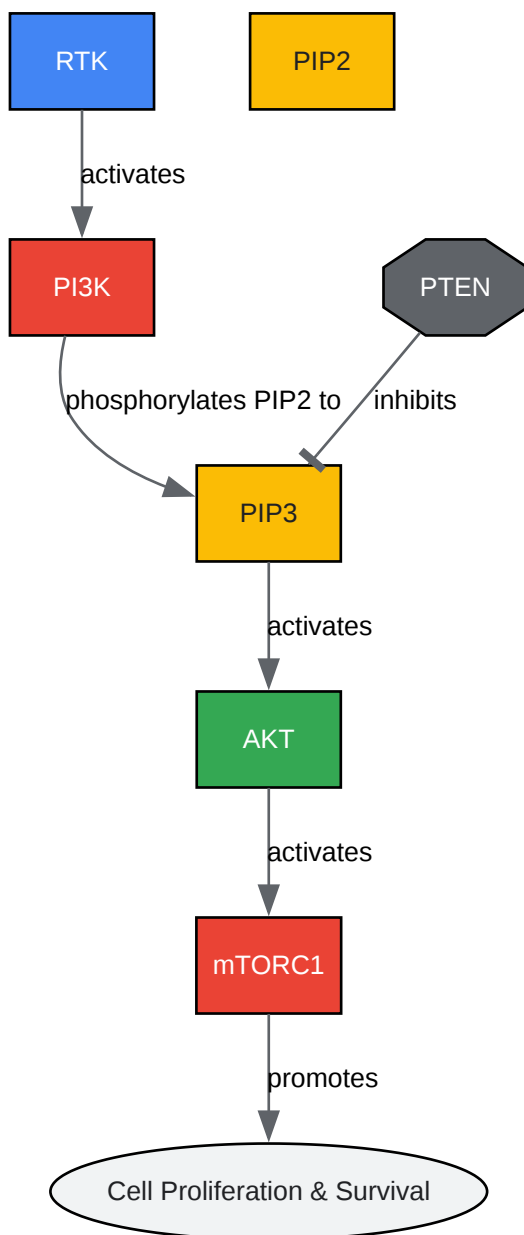 RTK
PIP2
activates
PI3K
PTEN
phosphorylates PIP2 to
inhibits
PIP3
activates
AKT
activates
mTORC1
promotes
Cell Proliferation & Survival